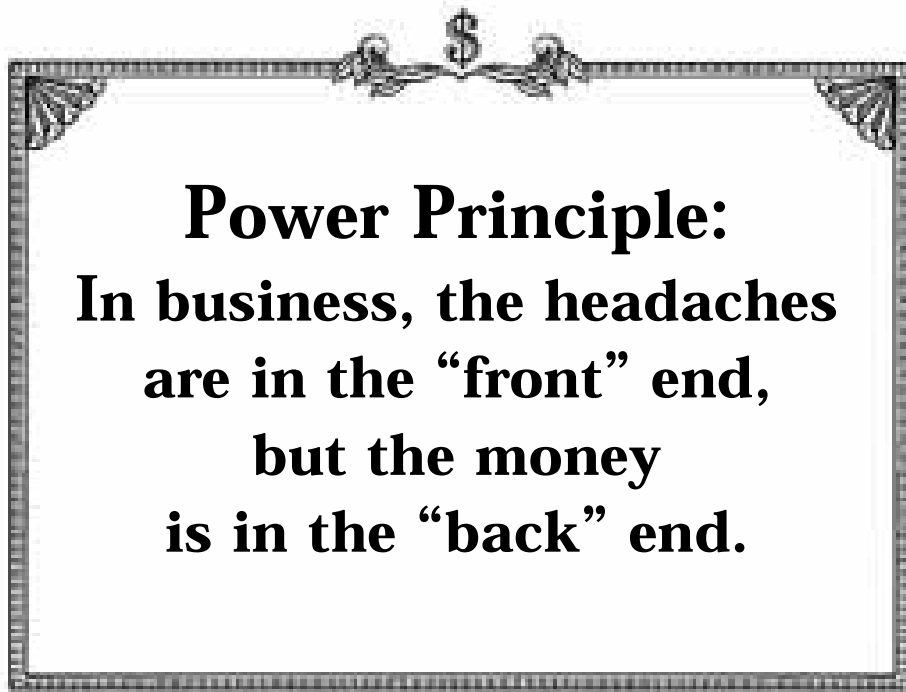 $
Power Principle:
In business, the headaches
are in the “front” end,
but the money
is in the “back” end.